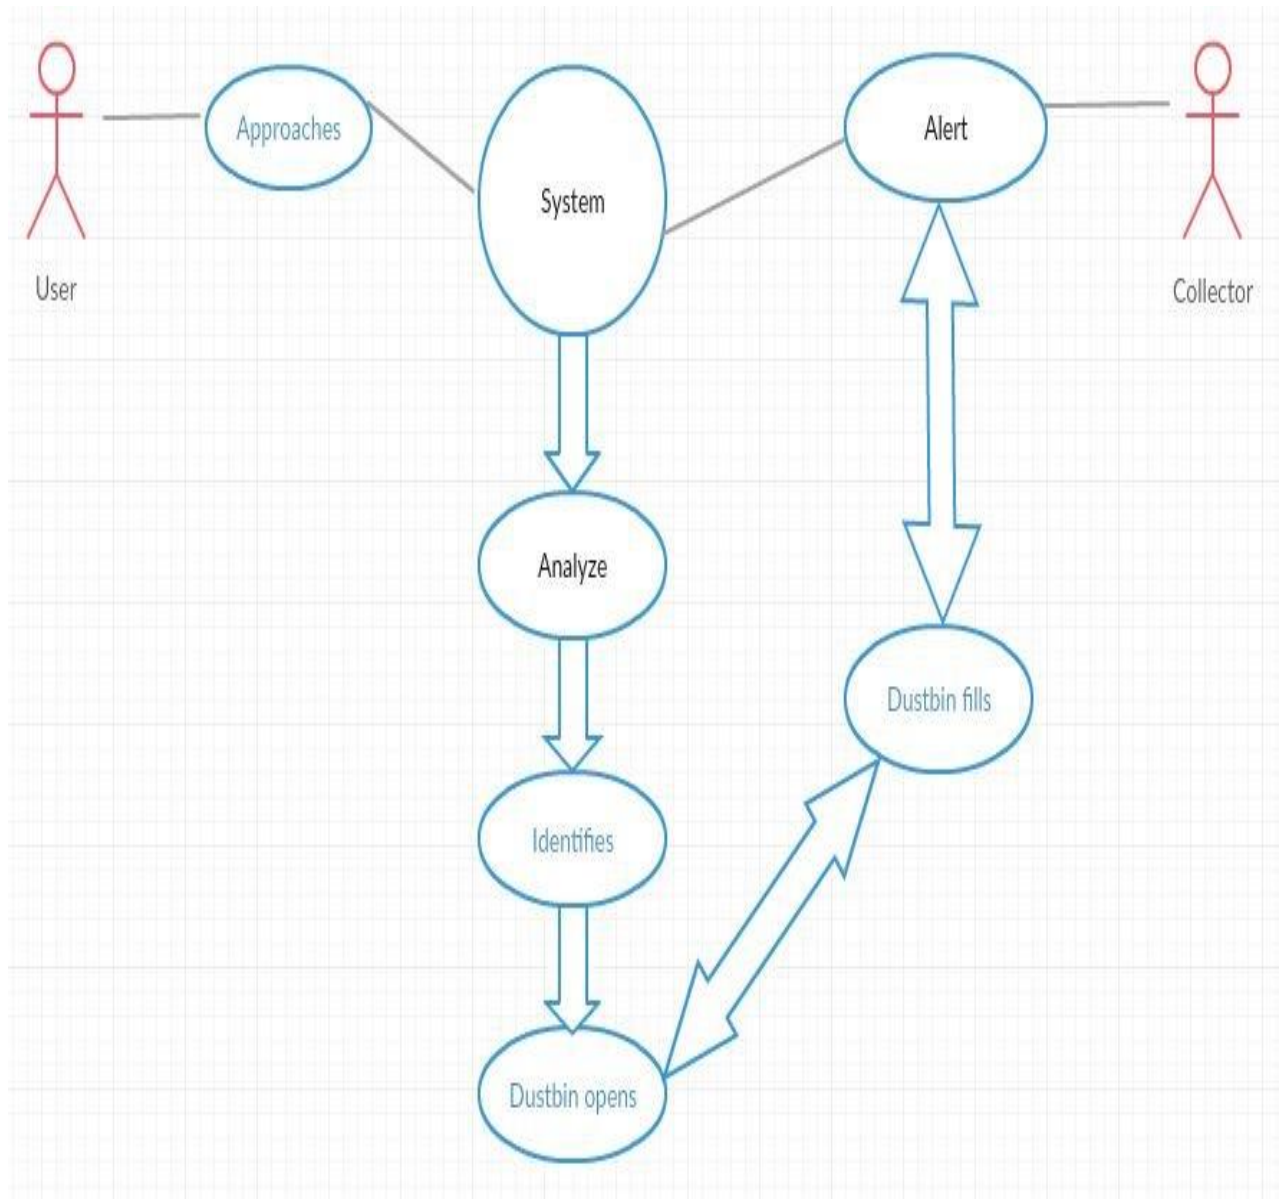 Approaches
System
Alert
User
Collector
Analyze
Dustbin fills
Identifies
Dustbin opens